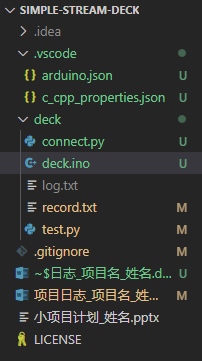 SIMPLE-STREAM-DECK
.idea
.vscode
arduino.json U
c_cpp_properties.json U
deck
connect.py U
deck.ino U
log.txt
record.txt M
test.py M
.gitignore M
~$日志_项目名_姓名.d... U
项目日志_项目名_姓... M
小项目计划_姓名.pptx
LICENSE